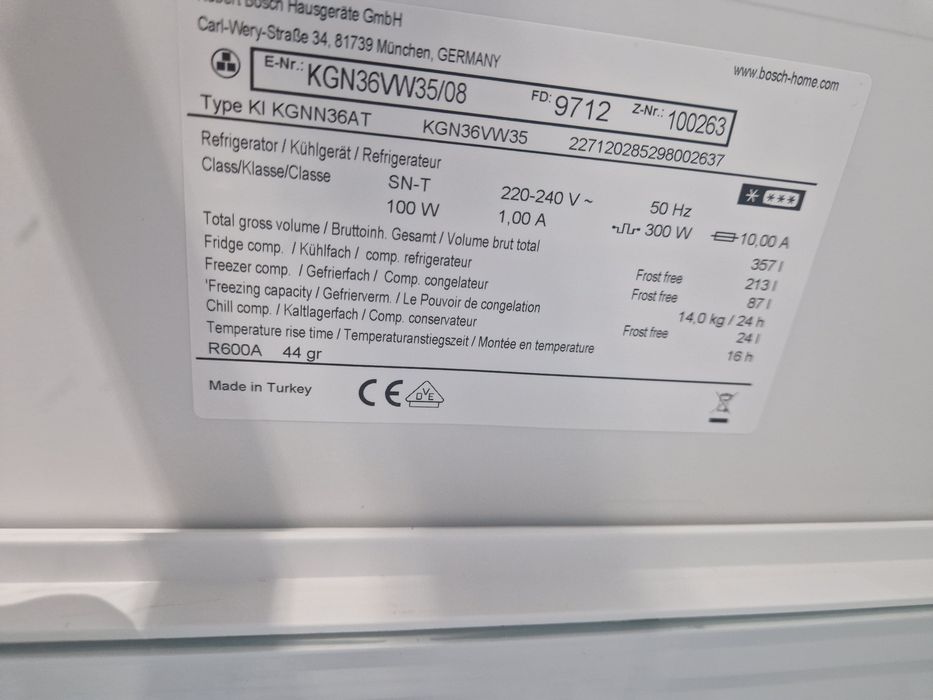 Robert Bosch Hausgeräte GmbH
Carl-Wery-Straße 34, 81739 München, GERMANY
www.bosch-home.com
E-Nr.: KGN36VW35/08 FD: 9712 Z-Nr.: 100263
Type KI KGNN36AT KGN36VW35 227120285298002637
Refrigerator / Kühlgerät / Refrigerateur
Class/Klasse/Classe SN-T 220-240 V ~ 50 Hz
100 W 1,00 A 300 W 10,00 A
Total gross volume / Bruttoinh. Gesamt / Volume brut total 357 l
Fridge comp. / Kühlfach / comp. refrigerateur Frost free 213 l
Freezer comp. / Gefrierfach / Comp. congelateur Frost free 87 l
'Freezing capacity / Gefrierverm. / Le Pouvoir de congelation 14,0 kg / 24 h
Chill comp. / Kaltlagerfach / Comp. conservateur Frost free 24 l
Temperature rise time / Temperaturanstiegszeit / Montée en temperature 16 h
R600A 44 gr
Made in Turkey CE OVE